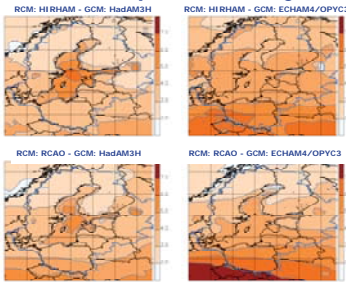 RCM: HIRHAM - GCM: HadAM3H
RCM: HIRHAM - GCM: ECHAM4/OPYC3
RCM: RCAO - GCM: HadAM3H
RCM: RCAO - GCM: ECHAM4/OPYC3